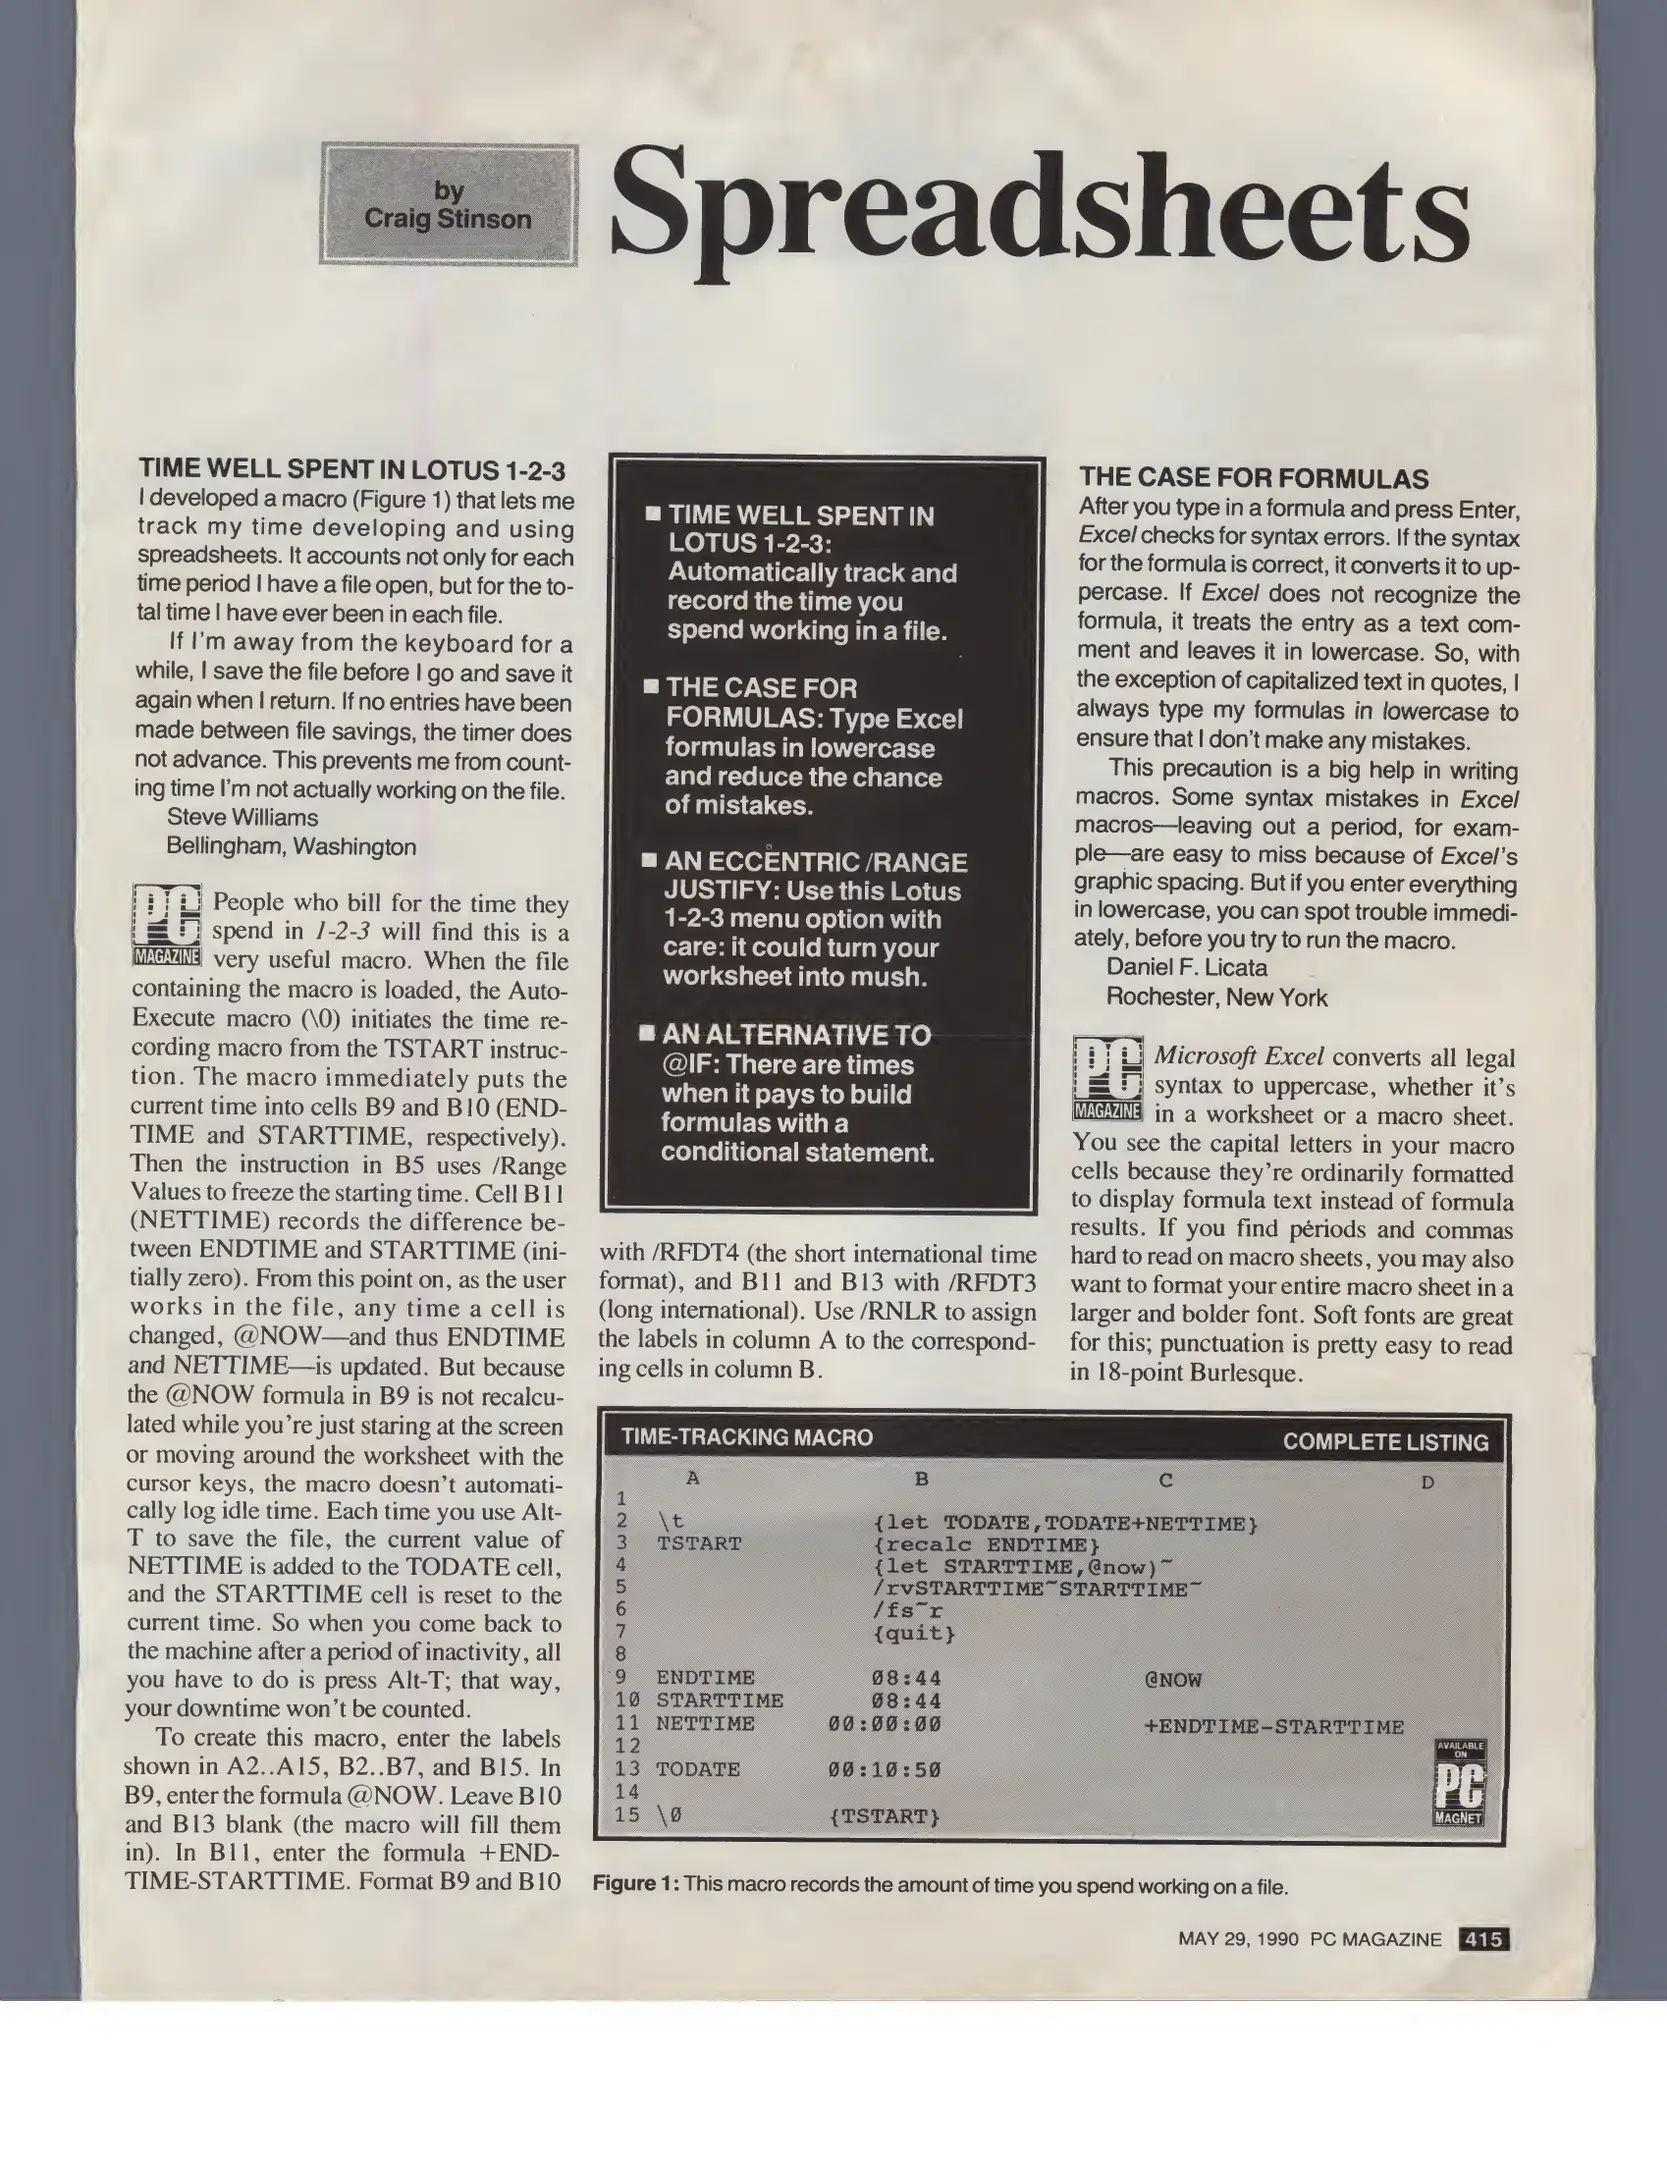 by
Craig Stinson
Spreadsheets
TIME WELL SPENT IN LOTUS 1-2-3
I developed a macro (Figure 1) that lets me
track my time developing and using
spreadsheets. It accounts not only for each
time period I have a file open, but for the to-
tal time I have ever been in each file.
If I'm away from the keyboard for a
while, I save the file before I go and save it
again when I return. If no entries have been
made between file savings, the timer does
not advance. This prevents me from count-
ing time I'm not actually working on the file.
Steve Williams
Bellingham, Washington
PC
MAGAZINE
People who bill for the time they
spend in 1-2-3 will find this is a
very useful macro. When the file
containing the macro is loaded, the Auto-
Execute macro (\0) initiates the time re-
cording macro from the TSTART instruc-
tion. The macro immediately puts the
current time into cells B9 and B10 (END-
TIME and STARTTIME, respectively).
Then the instruction in B5 uses /Range
Values to freeze the starting time. Cell B11
(NETTIME) records the difference be-
tween ENDTIME and STARTTIME (ini-
tially zero). From this point on, as the user
works in the file, any time a cell is
changed, @NOW—and thus ENDTIME
and NETTIME—is updated. But because
the @NOW formula in B9 is not recalcu-
lated while you're just staring at the screen
or moving around the worksheet with the
cursor keys, the macro doesn't automati-
cally log idle time. Each time you use Alt-
T to save the file, the current value of
NETTIME is added to the TODATE cell,
and the STARTTIME cell is reset to the
current time. So when you come back to
the machine after a period of inactivity, all
you have to do is press Alt-T; that way,
your downtime won't be counted.
To create this macro, enter the labels
shown in A2..A15, B2..B7, and B15. In
B9, enter the formula @NOW. Leave B10
and B13 blank (the macro will fill them
in). In B11, enter the formula +END-
TIME-STARTTIME. Format B9 and B10
■ TIME WELL SPENT IN
LOTUS 1-2-3:
Automatically track and
record the time you
spend working in a file.
■ THE CASE FOR
FORMULAS: Type Excel
formulas in lowercase
and reduce the chance
of mistakes.
■ AN ECCENTRIC /RANGE
JUSTIFY: Use this Lotus
1-2-3 menu option with
care: it could turn your
worksheet into mush.
■ AN ALTERNATIVE TO
@IF: There are times
when it pays to build
formulas with a
conditional statement.
with /RFDT4 (the short international time
format), and B11 and B13 with /RFDT3
(long international). Use /RNLR to assign
the labels in column A to the correspond-
ing cells in column B.
THE CASE FOR FORMULAS
After you type in a formula and press Enter,
Excel checks for syntax errors. If the syntax
for the formula is correct, it converts it to up-
percase. If Excel does not recognize the
formula, it treats the entry as a text com-
ment and leaves it in lowercase. So, with
the exception of capitalized text in quotes, I
always type my formulas in lowercase to
ensure that I don't make any mistakes.
This precaution is a big help in writing
macros. Some syntax mistakes in Excel
macros—leaving out a period, for exam-
ple—are easy to miss because of Excel's
graphic spacing. But if you enter everything
in lowercase, you can spot trouble immedi-
ately, before you try to run the macro.
Daniel F. Licata
Rochester, New York
PC
MAGAZINE
Microsoft Excel converts all legal
syntax to uppercase, whether it's
in a worksheet or a macro sheet.
You see the capital letters in your macro
cells because they're ordinarily formatted
to display formula text instead of formula
results. If you find periods and commas
hard to read on macro sheets, you may also
want to format your entire macro sheet in a
larger and bolder font. Soft fonts are great
for this; punctuation is pretty easy to read
in 18-point Burlesque.
TIME-TRACKING MACRO COMPLETE LISTING
A B C D
1
2 \t {let TODATE,TODATE+NETTIME}
3 TSTART {recalc ENDTIME}
4 {let STARTTIME,@now)~
5 /rvSTARTTIME~STARTTIME~
6 /fs~r
7 {quit}
8
9 ENDTIME 08:44 @NOW
10 STARTTIME 08:44
11 NETTIME 00:00:00 +ENDTIME-STARTTIME
12
13 TODATE 00:10:50
14
15 \0 {TSTART}
AVAILABLE
ON
PC
MAGNET
Figure 1: This macro records the amount of time you spend working on a file.
MAY 29, 1990 PC MAGAZINE 415